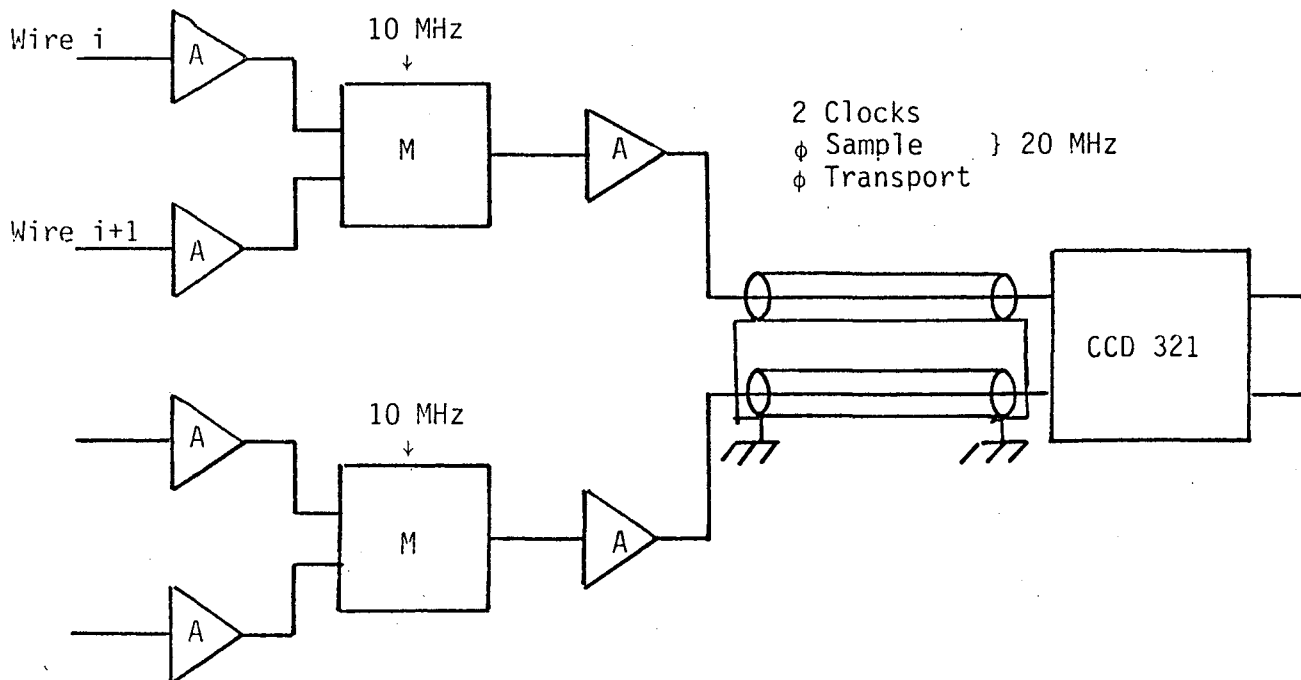 Wire i
A
10 MHz
↓
M
A
2 Clocks
ϕ Sample } 20 MHz
ϕ Transport
Wire i+1
A
CCD 321
A
10 MHz
↓
M
A
A